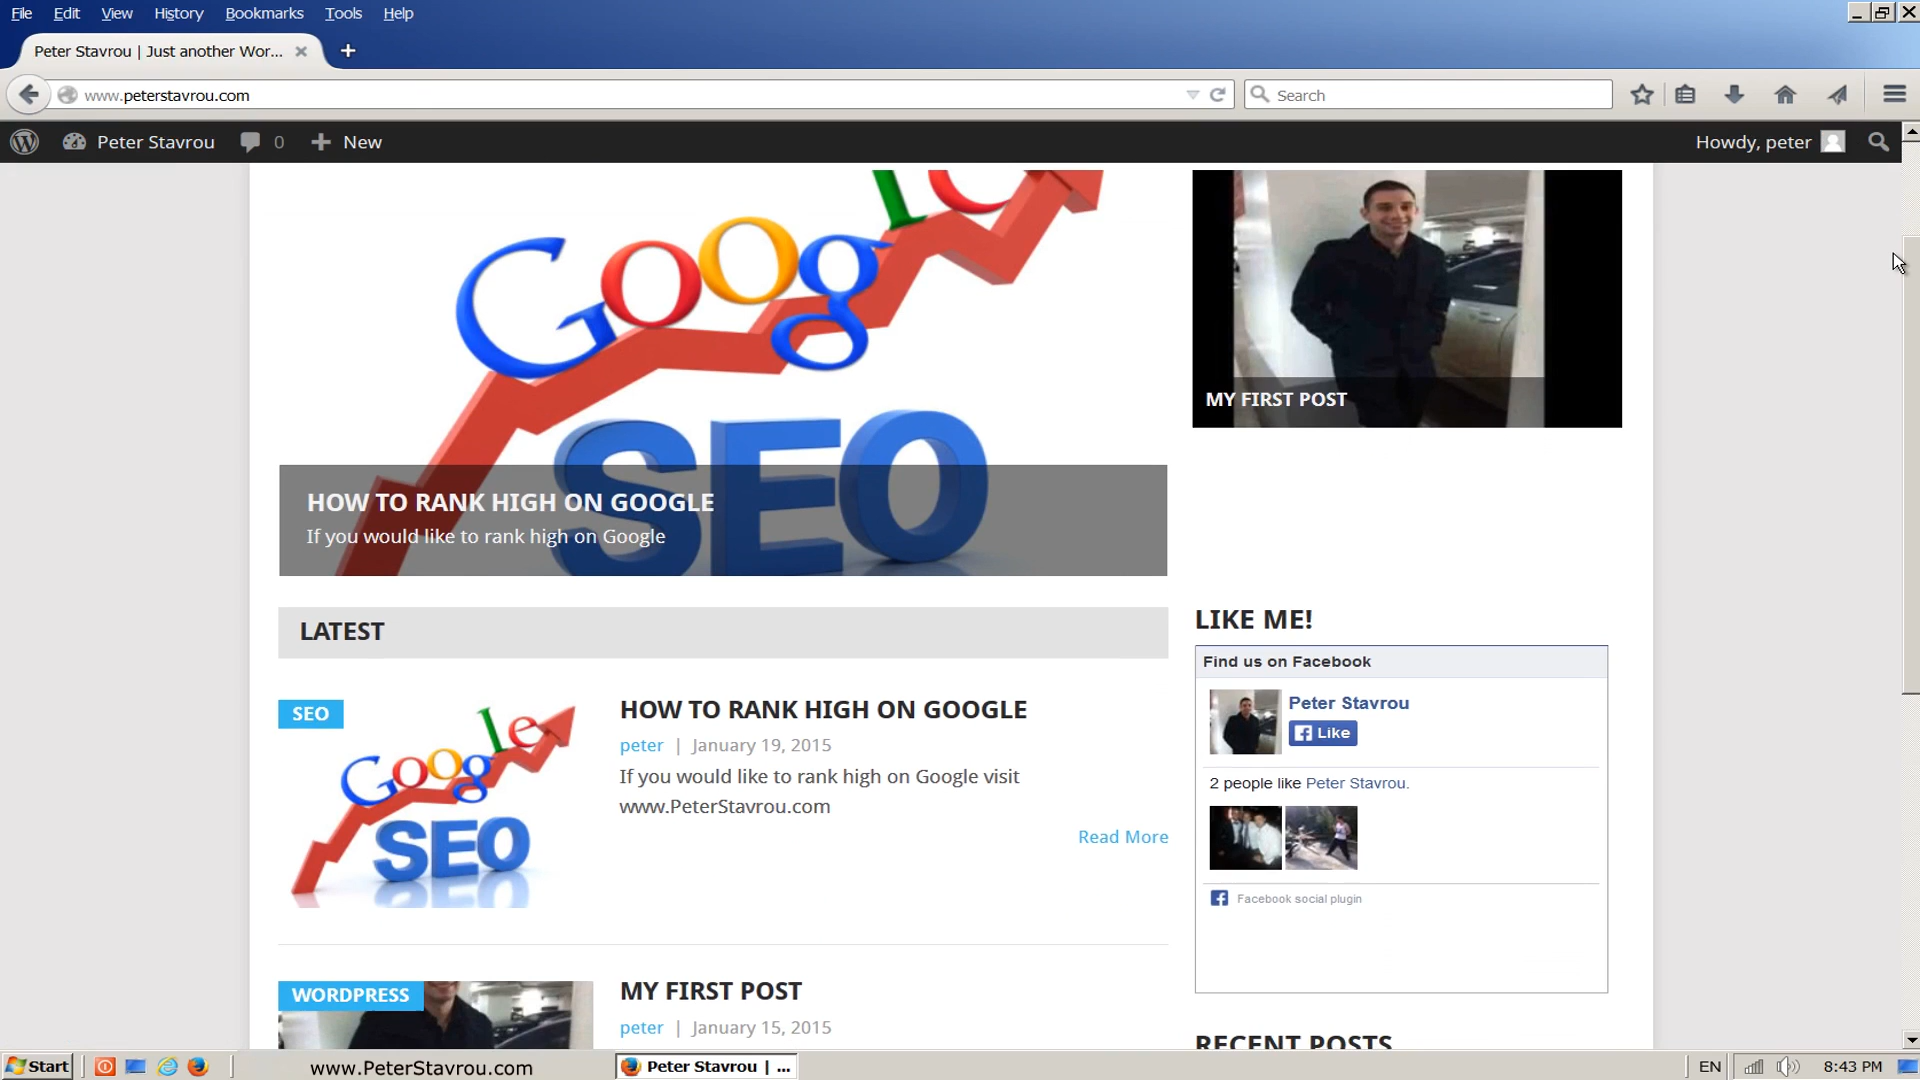 File Edit View History Bookmarks Tools Help
Peter Stavrou | Just another Wor...
www.peterstavrou.com
Search
Peter Stavrou 0 New
Howdy, peter
Google
SEO
HOW TO RANK HIGH ON GOOGLE
If you would like to rank high on Google
MY FIRST POST
LATEST
SEO
Google
SEO
HOW TO RANK HIGH ON GOOGLE
peter | January 19, 2015
If you would like to rank high on Google visit
www.PeterStavrou.com
Read More
WORDPRESS
MY FIRST POST
peter | January 15, 2015
LIKE ME!
Find us on Facebook
Peter Stavrou
Like
2 people like Peter Stavrou.
Facebook social plugin
RECENT POSTS
Start
www.PeterStavrou.com
Peter Stavrou | ...
EN
8:43 PM